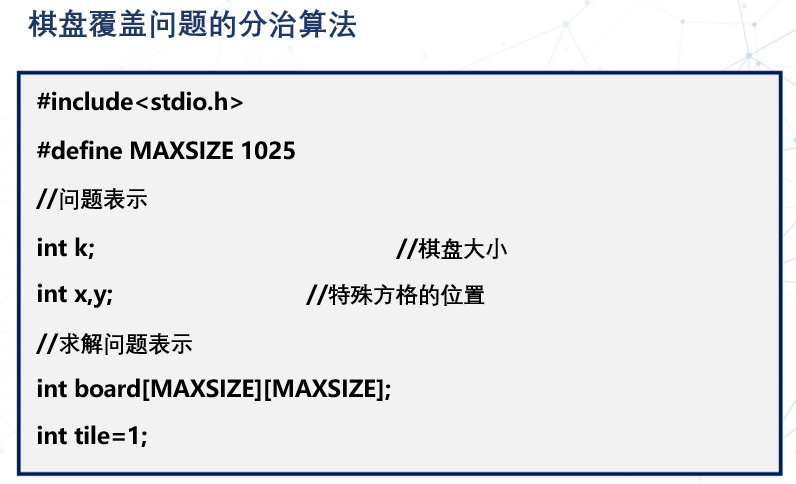 棋盘覆盖问题的分治算法
#include<stdio.h>
#define MAXSIZE 1025
//问题表示
int k; //棋盘大小
int x,y; //特殊方格的位置
//求解问题表示
int board[MAXSIZE][MAXSIZE];
int tile=1;